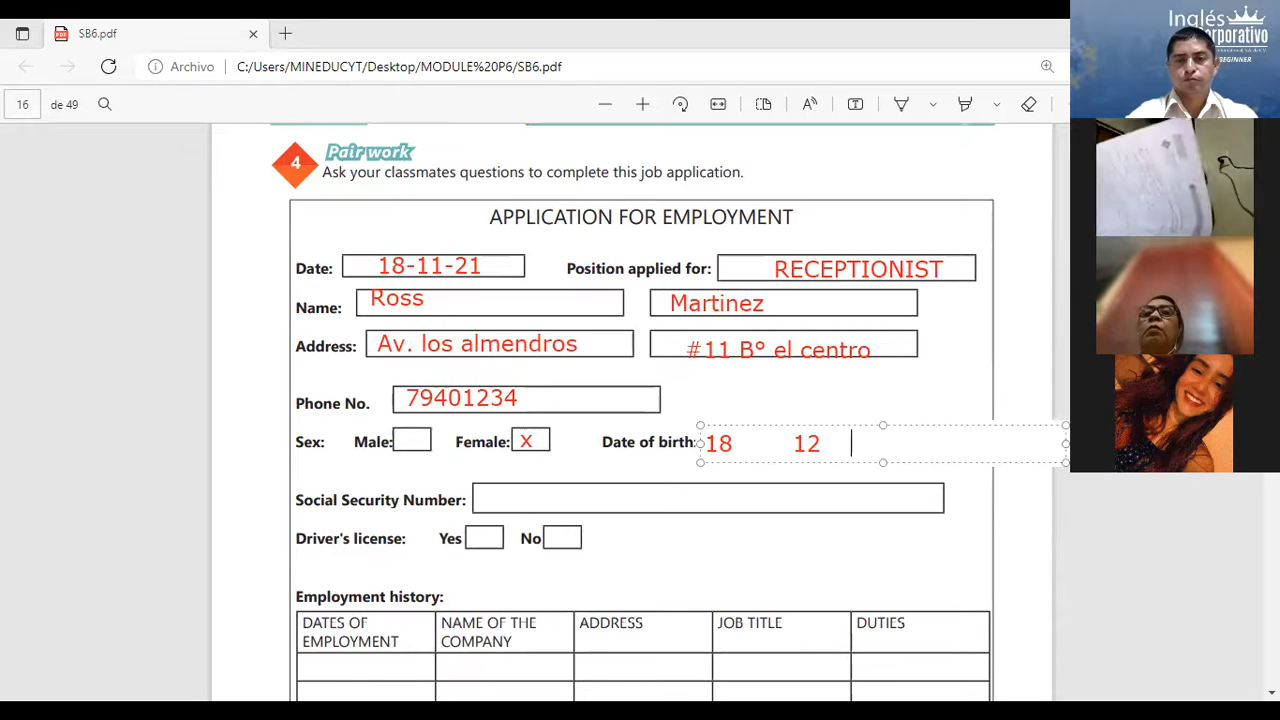 SB6.pdf
Archivo C:/Users/MINEDUCYT/Desktop/MODULE%20P6/SB6.pdf
16 de 49
Inglés
Corporativo
BEGINNER
4 Pair work
Ask your classmates questions to complete this job application.
APPLICATION FOR EMPLOYMENT
Date: 18-11-21 Position applied for: RECEPTIONIST
Name: Ross Martinez
Address: Av. los almendros #11 B° el centro
Phone No. 79401234
Sex: Male: Female: x Date of birth: 18 12
Social Security Number:
Driver's license: Yes No
Employment history:
DATES OF EMPLOYMENT NAME OF THE COMPANY ADDRESS JOB TITLE DUTIES